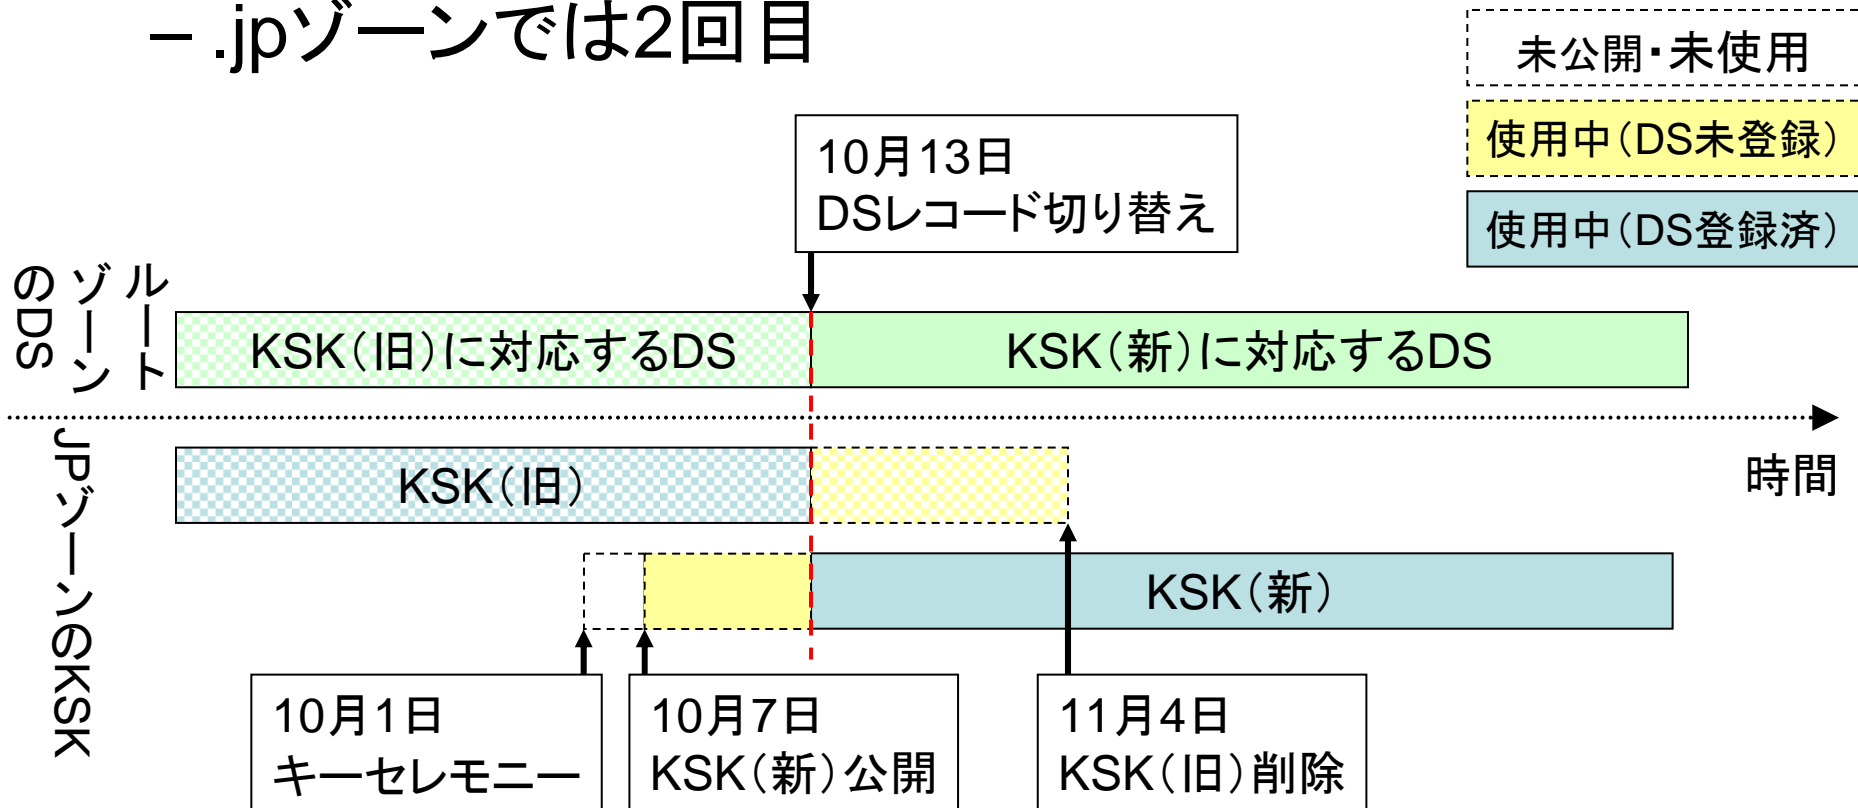 – .jpゾーンでは2回目
未公開・未使用
使用中(DS未登録)
使用中(DS登録済)
10月13日
DSレコード切り替え
ルート
ゾーン
のDS
KSK(旧)に対応するDS
KSK(新)に対応するDS
時間
JPゾーンのKSK
KSK(旧)
KSK(新)
10月1日
キーセレモニー
10月7日
KSK(新)公開
11月4日
KSK(旧)削除